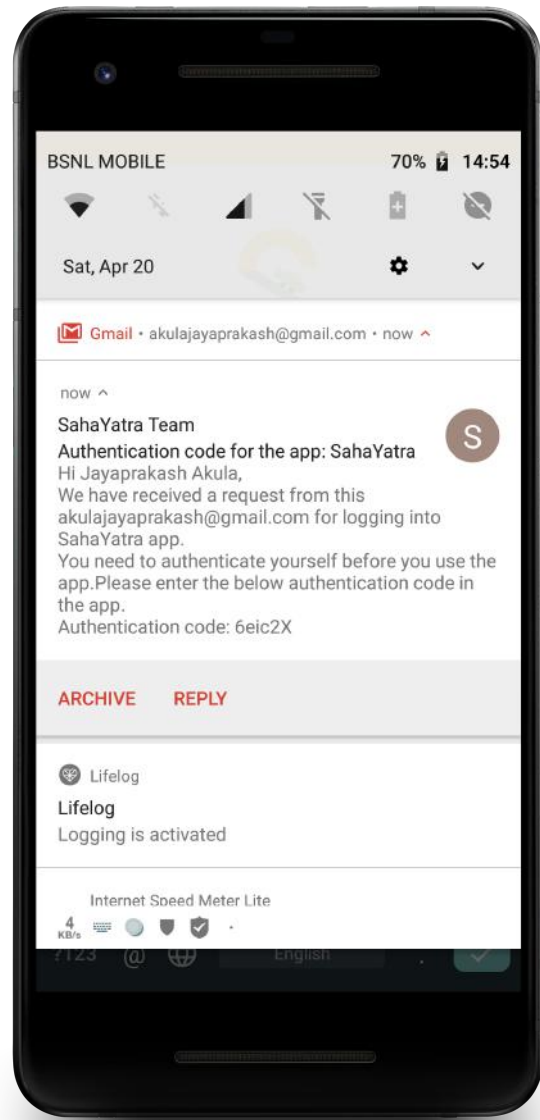 BSNL MOBILE 70% 14:54
Sat, Apr 20
Gmail • akulajayaprakash@gmail.com • now
now
SahaYatra Team
S
Authentication code for the app: SahaYatra
Hi Jayaprakash Akula,
We have received a request from this
akulajayaprakash@gmail.com for logging into
SahaYatra app.
You need to authenticate yourself before you use the
app.Please enter the below authentication code in
the app.
Authentication code: 6eic2X
ARCHIVE REPLY
Lifelog
Lifelog
Logging is activated
Internet Speed Meter Lite
4
KB/s
?123 @ English .